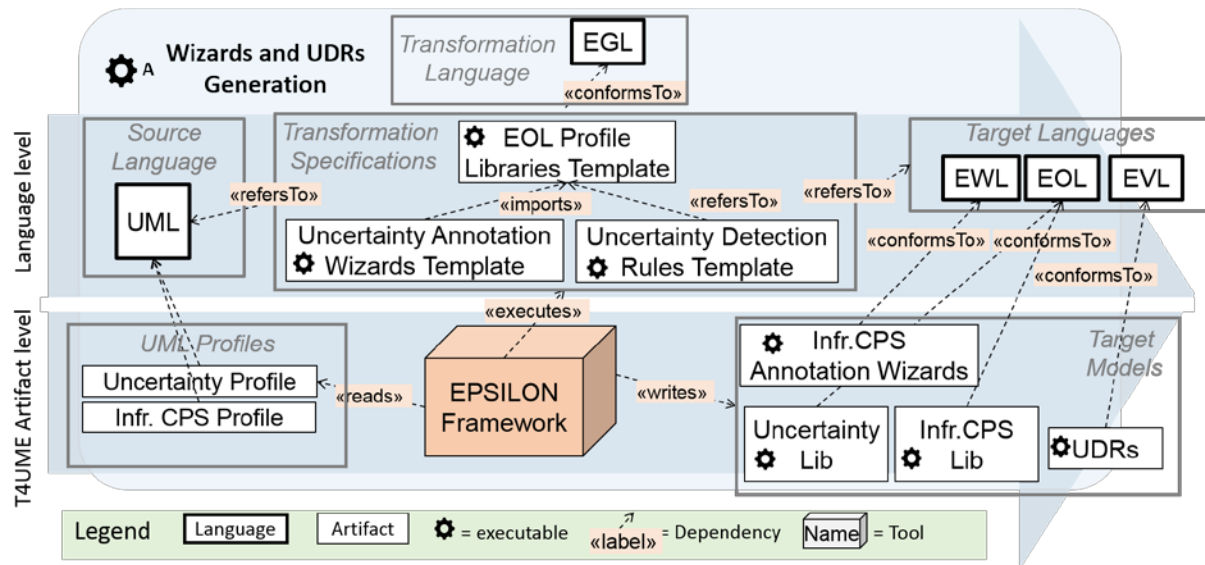 A Wizards and UDRs
Generation
Transformation
Language
EGL
«conformsTo»
Language level
Source
Language
UML
«refersTo»
Transformation
Specifications
EOL Profile
Libraries Template
«imports»
«refersTo»
Uncertainty Annotation
Wizards Template
Uncertainty Detection
Rules Template
«refersTo»
Target Languages
EWL
EOL
EVL
«conformsTo»
«conformsTo»
«conformsTo»
«executes»
T4UME Artifact level
UML Profiles
Uncertainty Profile
Infr. CPS Profile
«reads»
EPSILON
Framework
«writes»
Target
Models
Infr.CPS
Annotation Wizards
Uncertainty
Lib
Infr.CPS
Lib
UDRs
Legend
Language
Artifact
= executable
«label»
= Dependency
Name
= Tool